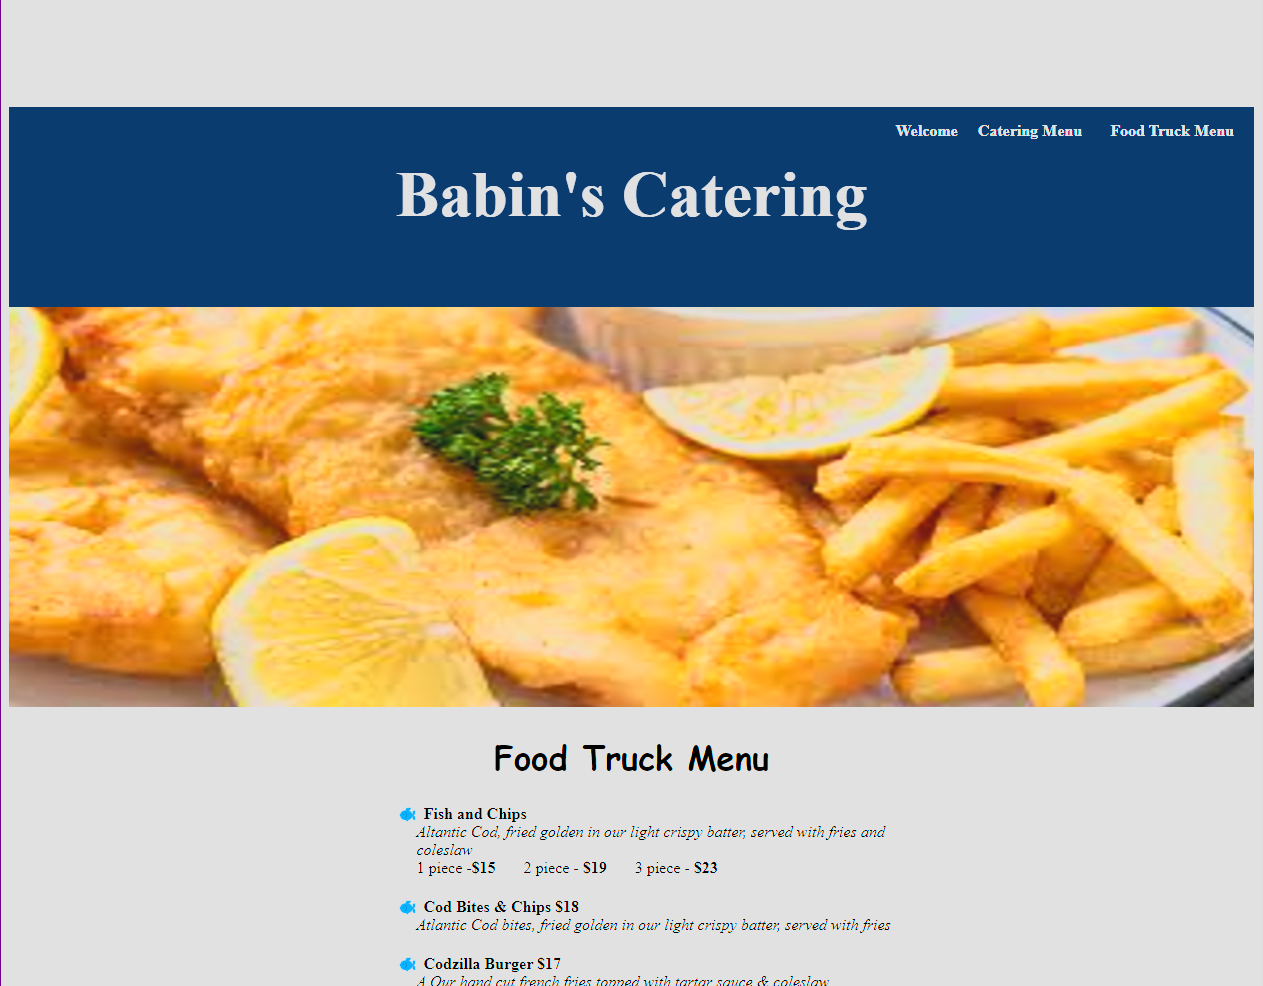 Welcome Catering Menu Food Truck Menu
Babin's Catering
Food Truck Menu
Fish and Chips
Altantic Cod, fried golden in our light crispy batter, served with fries and
coleslaw
1 piece -$15 2 piece - $19 3 piece - $23
Cod Bites & Chips $18
Atlantic Cod bites, fried golden in our light crispy batter, served with fries
Codzilla Burger $17
A Our hand cut french fries topped with tartar sauce & coleslaw